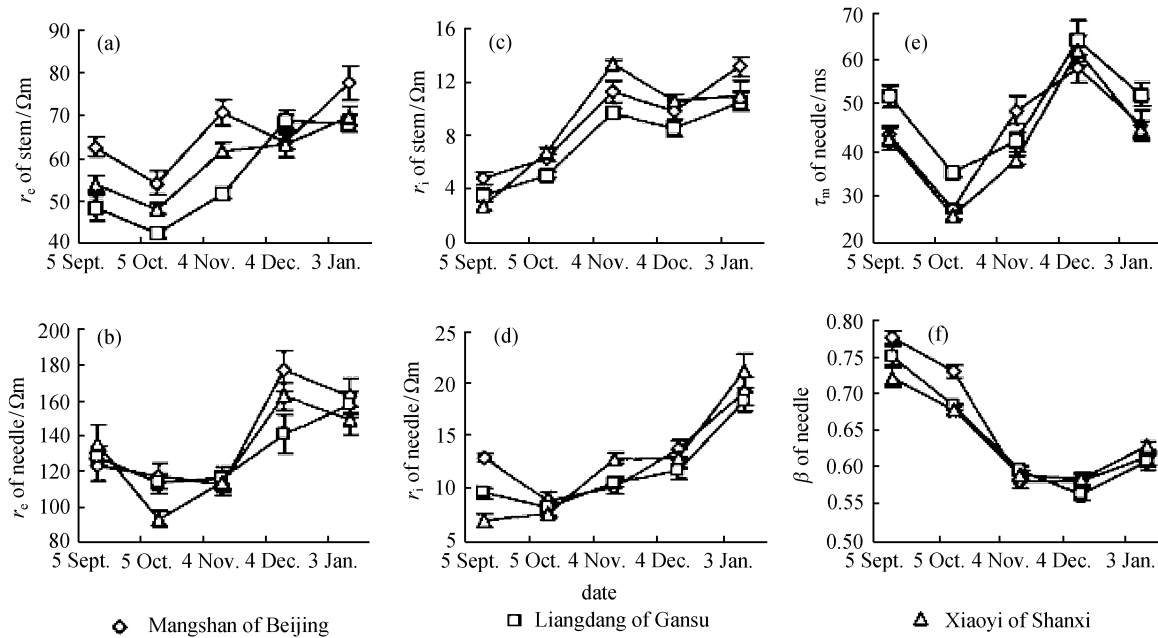 (a)
r_e of stem/Ωm
100
90
80
70
60
50
40
5 Sept. 5 Oct. 4 Nov. 4 Dec. 3 Jan.
(c)
r_i of stem/Ωm
16
12
8
4
0
5 Sept. 5 Oct. 4 Nov. 4 Doc. 3 Jan.
(e)
τ_m of needle/ms
70
60
50
40
30
20
5 Sept. 5 Oct. 4 Nov. 4 Dec. 3 Jan.
(b)
r_e of needle/Ωm
200
180
160
140
120
100
80
5 Sept. 5 Oct. 4 Nov. 4 Dec. 3 Jan.
(d)
r_i of needle/Ωm
25
20
15
10
5
5 Sept. 5 Oct. 4 Nov. 4 Dec. 3 Jan.
date
(f)
β of needle
0.80
0.75
0.70
0.65
0.60
0.55
0.50
5 Sept. 5 Oct. 4 Nov. 4 Dec. 3 Jan.
Mangshan of Beijing Liangdang of Gansu Xiaoyi of Shanxi